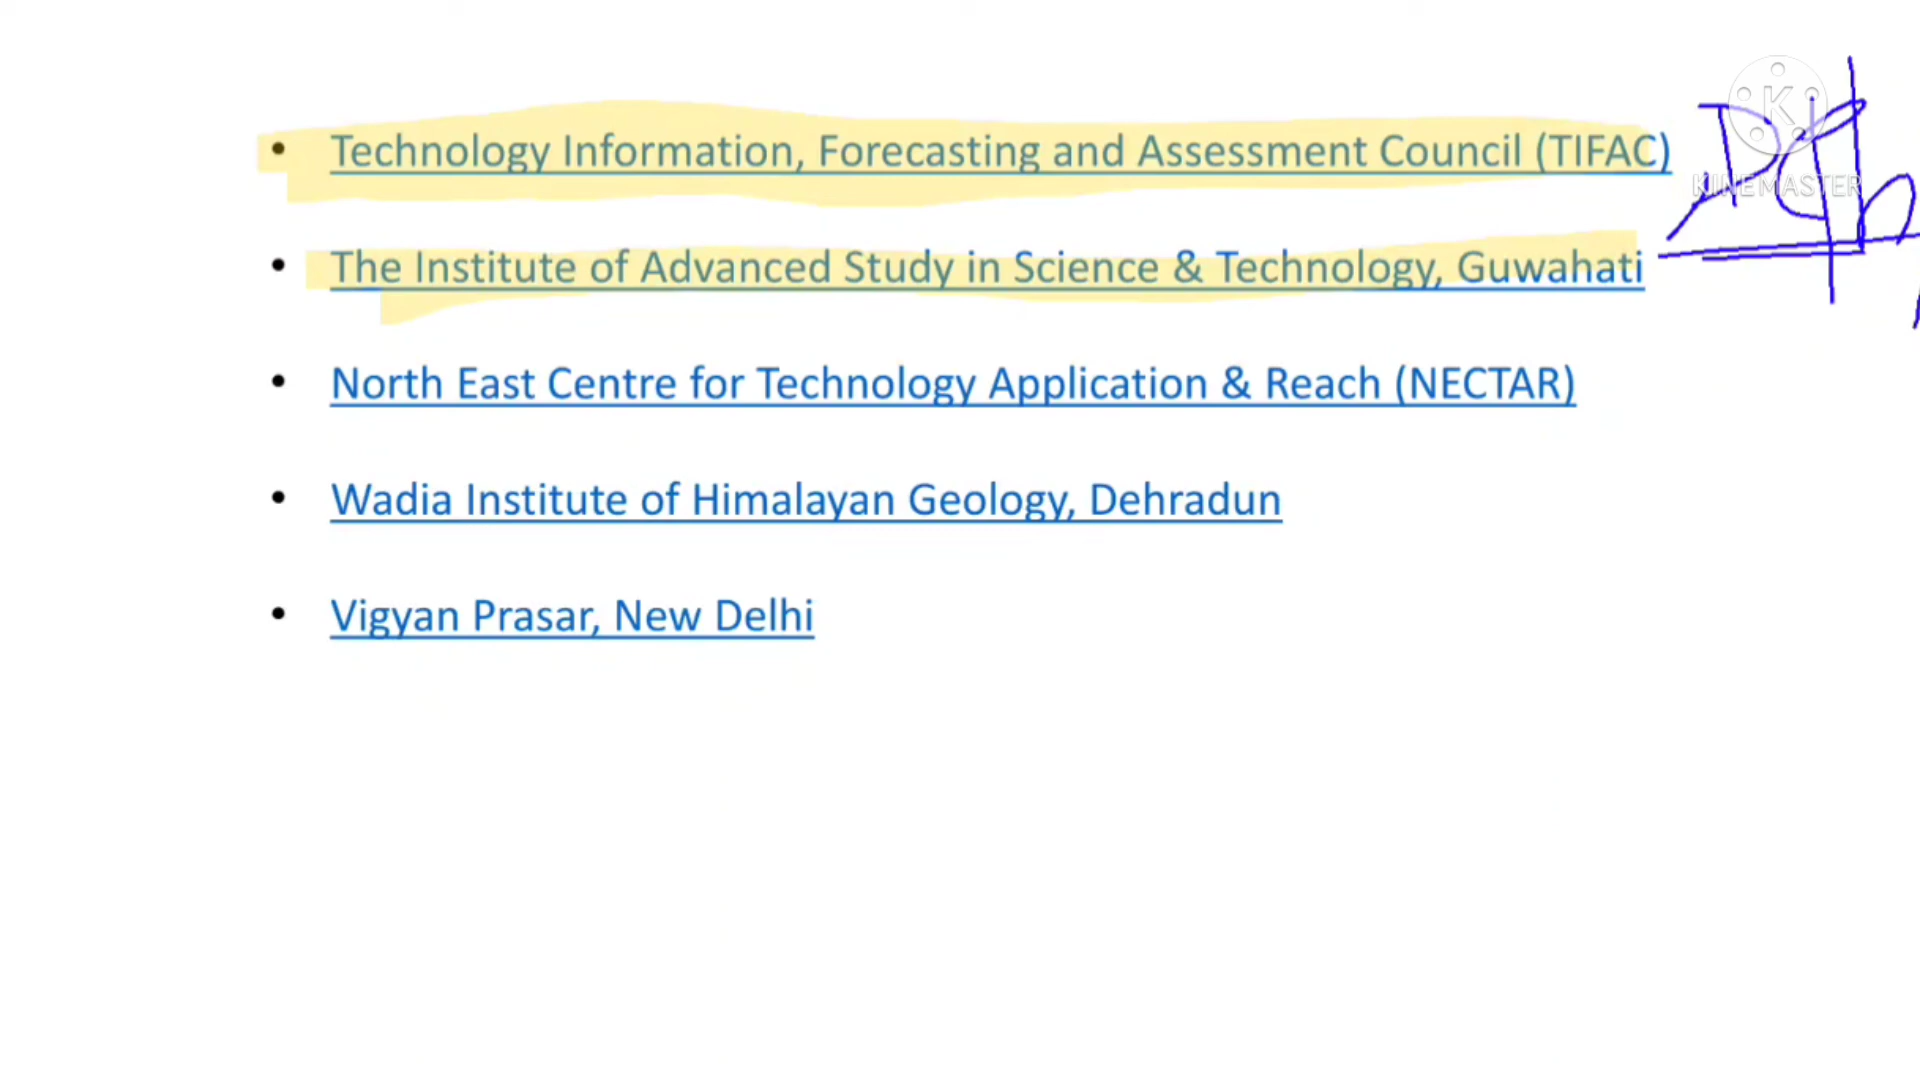 • Technology Information, Forecasting and Assessment Council (TIFAC)
• The Institute of Advanced Study in Science & Technology, Guwahati
• North East Centre for Technology Application & Reach (NECTAR)
• Wadia Institute of Himalayan Geology, Dehradun
• Vigyan Prasar, New Delhi
K
KINEMASTER